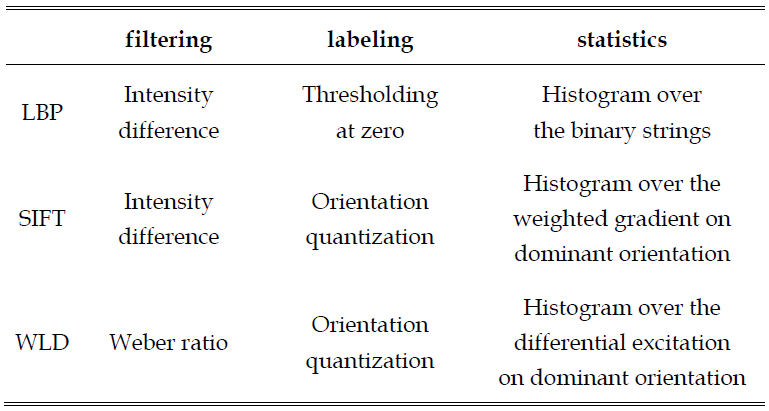 filtering labeling statistics
LBP
Intensity
difference
Thresholding
at zero
Histogram over
the binary strings
SIFT
Intensity
difference
Orientation
quantization
Histogram over the
weighted gradient on
dominant orientation
WLD
Weber ratio
Orientation
quantization
Histogram over the
differential excitation
on dominant orientation